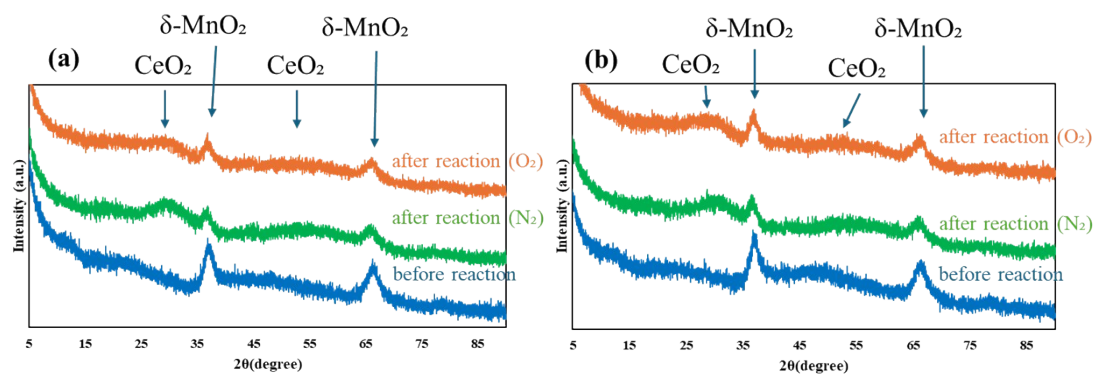 δ-MnO₂
δ-MnO₂
(a)
CeO₂
CeO₂
after reaction (O₂)
after reaction (N₂)
before reaction
Intensity (a.u.)
5 15 25 35 45 55 65 75 85
2θ(degree)
δ-MnO₂
δ-MnO₂
(b)
CeO₂
CeO₂
after reaction (O₂)
after reaction (N₂)
before reaction
Intensity (a.u.)
5 15 25 35 45 55 65 75 85
2θ(degree)